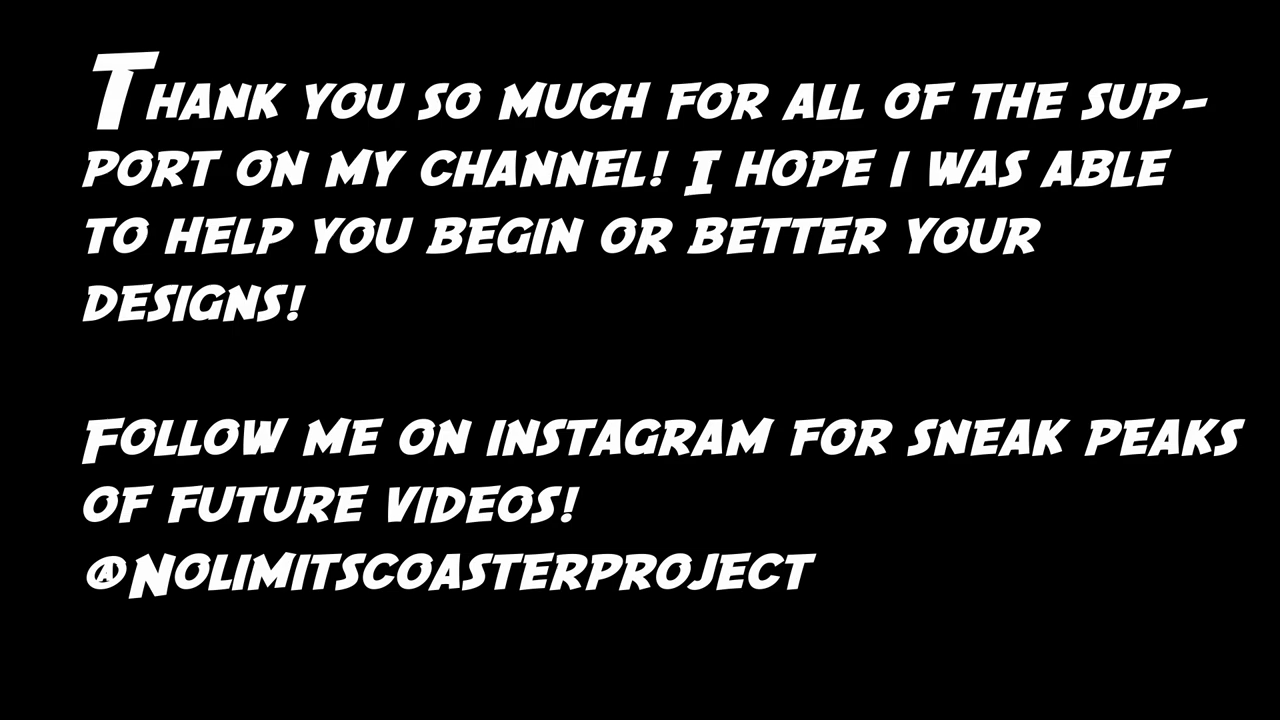 Thank you so much for all of the sup-
port on my channel! I hope i was able
to help you begin or better your
designs!
Follow me on instagram for sneak peaks
of future videos!
@Nolimitscoasterproject